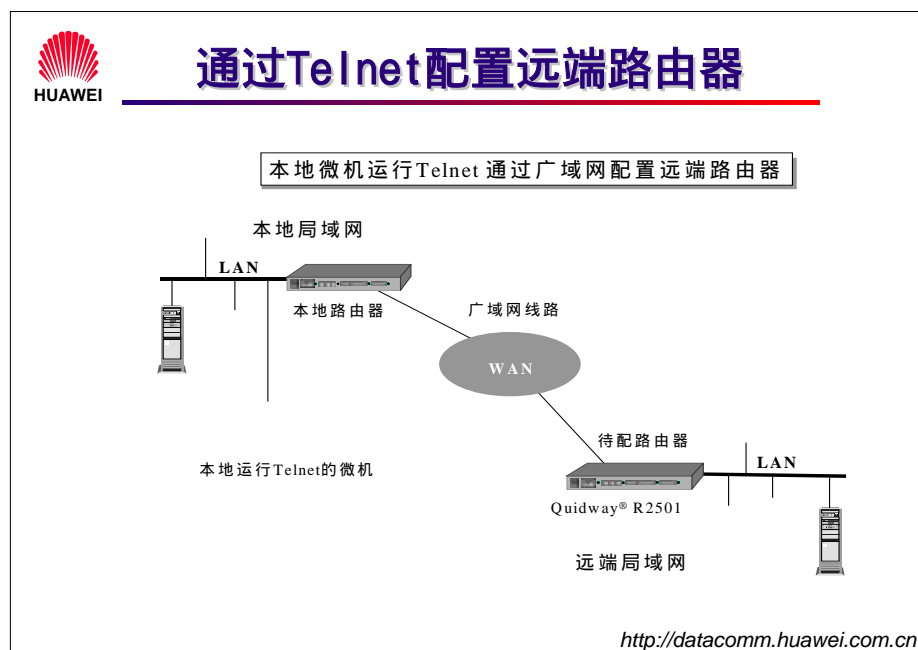 通过Telnet配置远端路由器
HUAWEI
本地微机运行Telnet 通过广域网配置远端路由器
本地局域网
LAN
本地路由器
广域网线路
WAN
待配路由器
本地运行Telnet的微机
LAN
Quidway® R2501
远端局域网
http://datacomm.huawei.com.cn